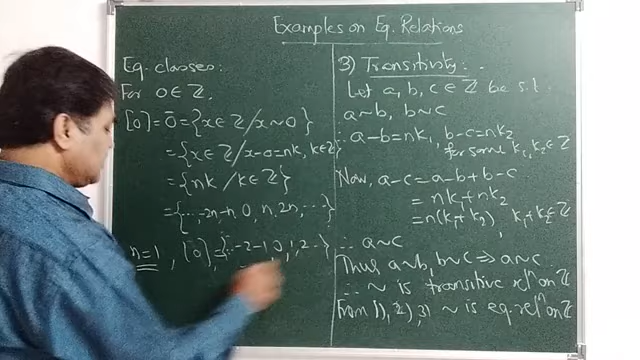 Examples on Eq. Relations
Eq. classes:
For 0 ∈ ℤ.
[0] = 0̄ = {x ∈ ℤ / x ~ 0}
= {x ∈ ℤ / x-0 = nk, k ∈ ℤ}
= {nk / k ∈ ℤ}
= {..., -2n, -n, 0, n, 2n, ...}
n=1, [0] = {.. -2 -1, 0, 1, 2 ..}
3) Transitivity:
Let a, b, c ∈ ℤ be s.t.
a ~ b, b ~ c
∴ a-b = nk₁, b-c = nk₂
for some k₁, k₂ ∈ ℤ
Now, a-c = a-b+b-c
= nk₁+nk₂
= n(k₁+k₂), k₁+k₂ ∈ ℤ
∴ a ~ c
Thus a~b, b~c ⇒ a~c
∴ ~ is transitive relⁿ on ℤ
From 1), 2), 3) ~ is eq. relⁿ on ℤ